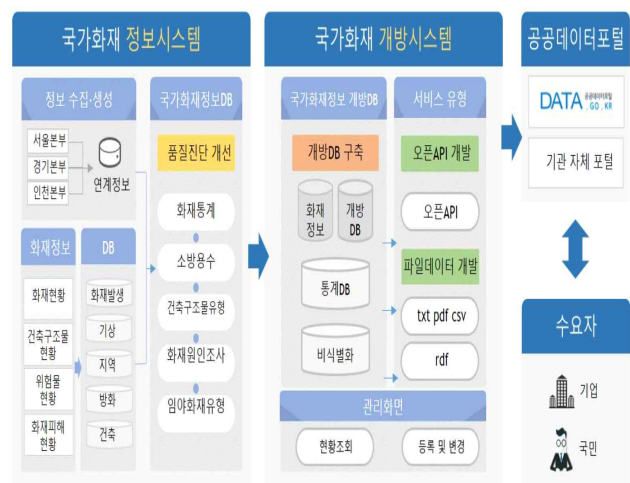 국가화재 정보시스템
정보 수집·생성
서울본부
경기본부
인천본부
연계정보
화재정보
화재현황
건축구조물
현황
위험물
현황
화재피해
현황
DB
화재발생
기상
지역
방화
건축
국가화재정보DB
품질진단 개선
화재통계
소방용수
건축구조물유형
화재원인조사
임야화재유형
국가화재 개방시스템
국가화재정보 개방DB
개방DB 구축
화재
정보
개방
DB
통계DB
비식별화
서비스 유형
오픈API 개발
오픈API
파일데이터 개발
txt pdf csv
rdf
관리화면
현황조회
등록 및 변경
공공데이터포털
DATA 공공데이터포털
.GO.KR
기관 자체 포털
수요자
기업
국민